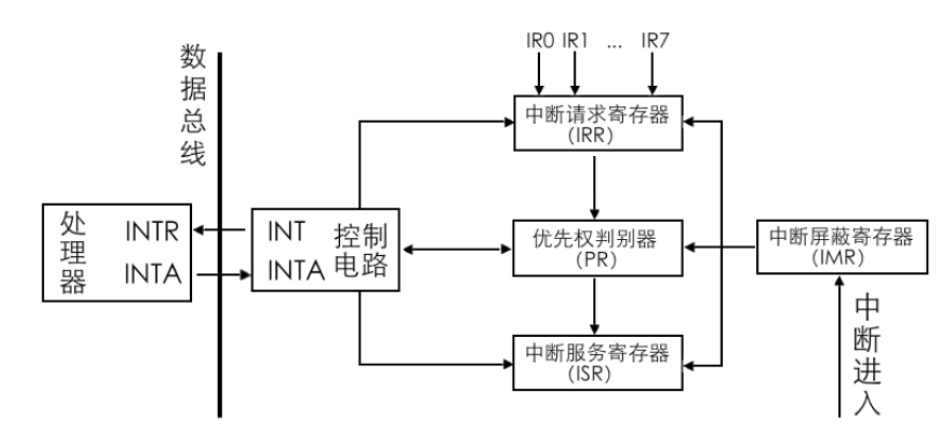 IR0 IR1 ... IR7
数据总线
中断请求寄存器
(IRR)
处理器
INTR
INTA
INT
INTA
控制
电路
优先权判别器
(PR)
中断屏蔽寄存器
(IMR)
中断服务寄存器
(ISR)
中断进入